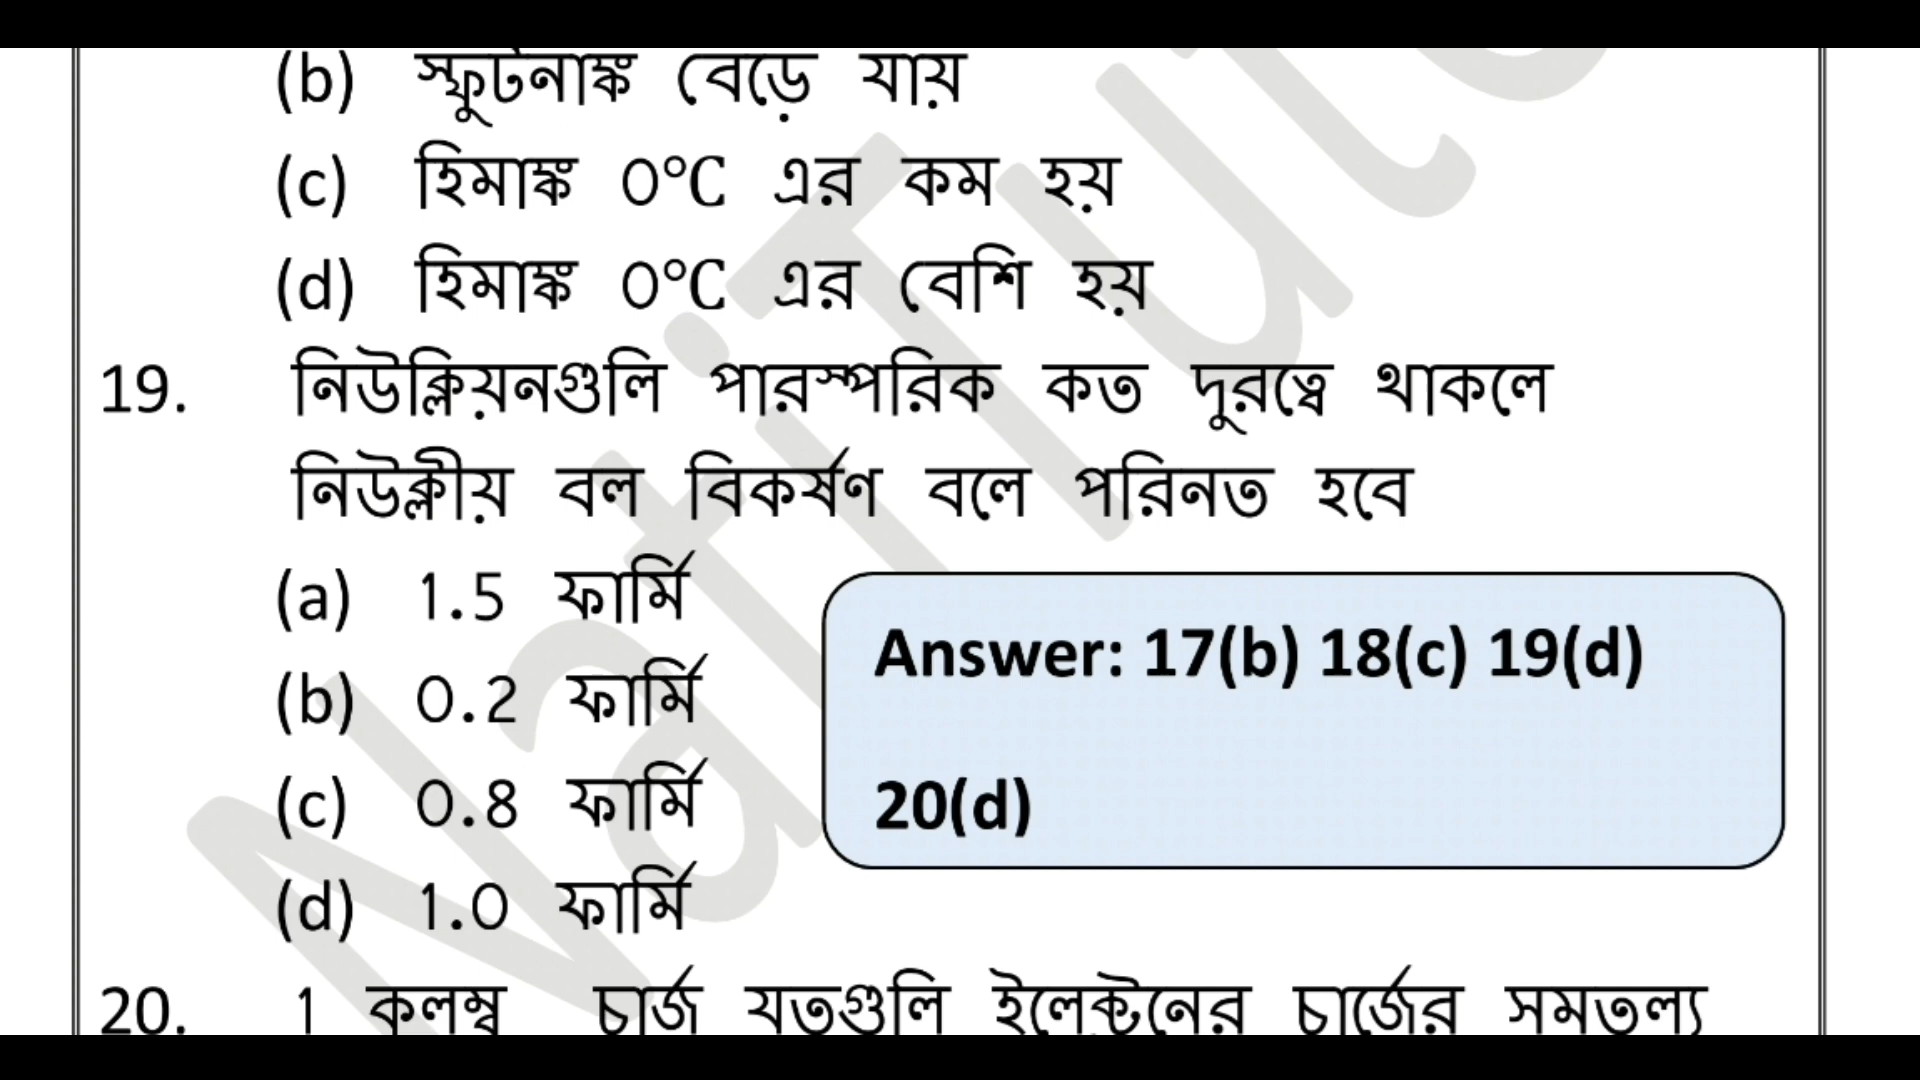 (b) স্ফুটনাঙ্ক বেড়ে যায়
(c) হিমাঙ্ক 0°C এর কম হয়
(d) হিমাঙ্ক 0°C এর বেশি হয়
19. নিউক্লিয়নগুলি পারস্পরিক কত দুরত্বে থাকলে
নিউক্লীয় বল বিকর্ষণ বলে পরিনত হবে
(a) 1.5 ফার্মি
(b) 0.2 ফার্মি
(c) 0.8 ফার্মি
(d) 1.0 ফার্মি
Answer: 17(b) 18(c) 19(d)
20(d)
20. 1 কুলম্ব চার্জ যতগুলি ইলেক্টনের চার্জের সমতুল্য